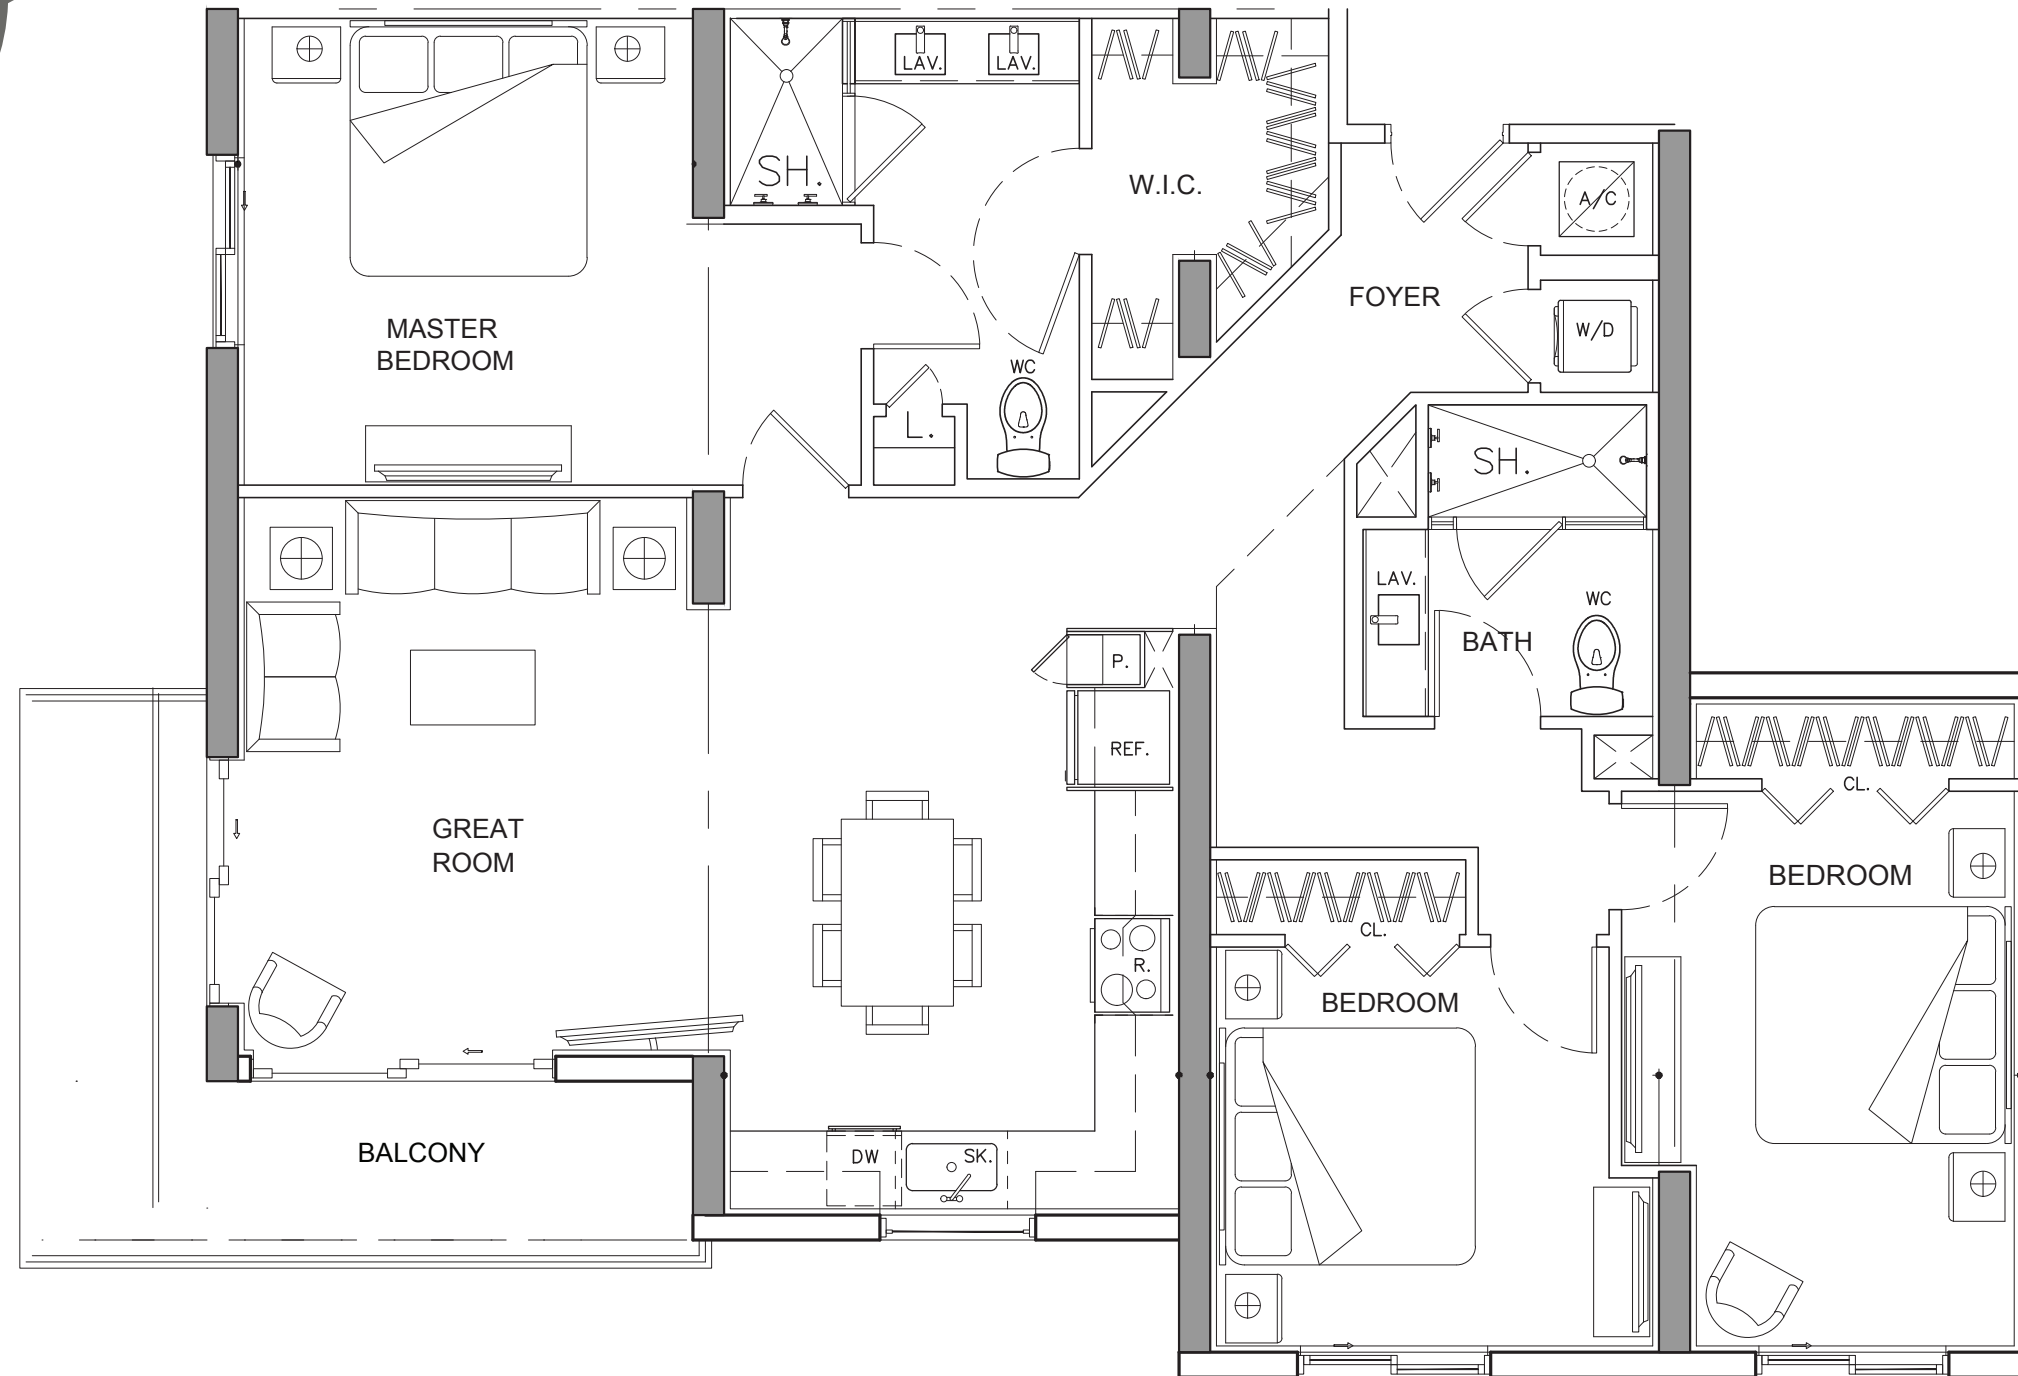 LAV.
LAV.
SH.
W.I.C.
A/C
FOYER
W/D
MASTER
BEDROOM
WC
L.
SH.
LAV.
WC
BATH
P.
REF.
CL.
GREAT
ROOM
BEDROOM
CL.
R.
BEDROOM
BALCONY
DW
SK.